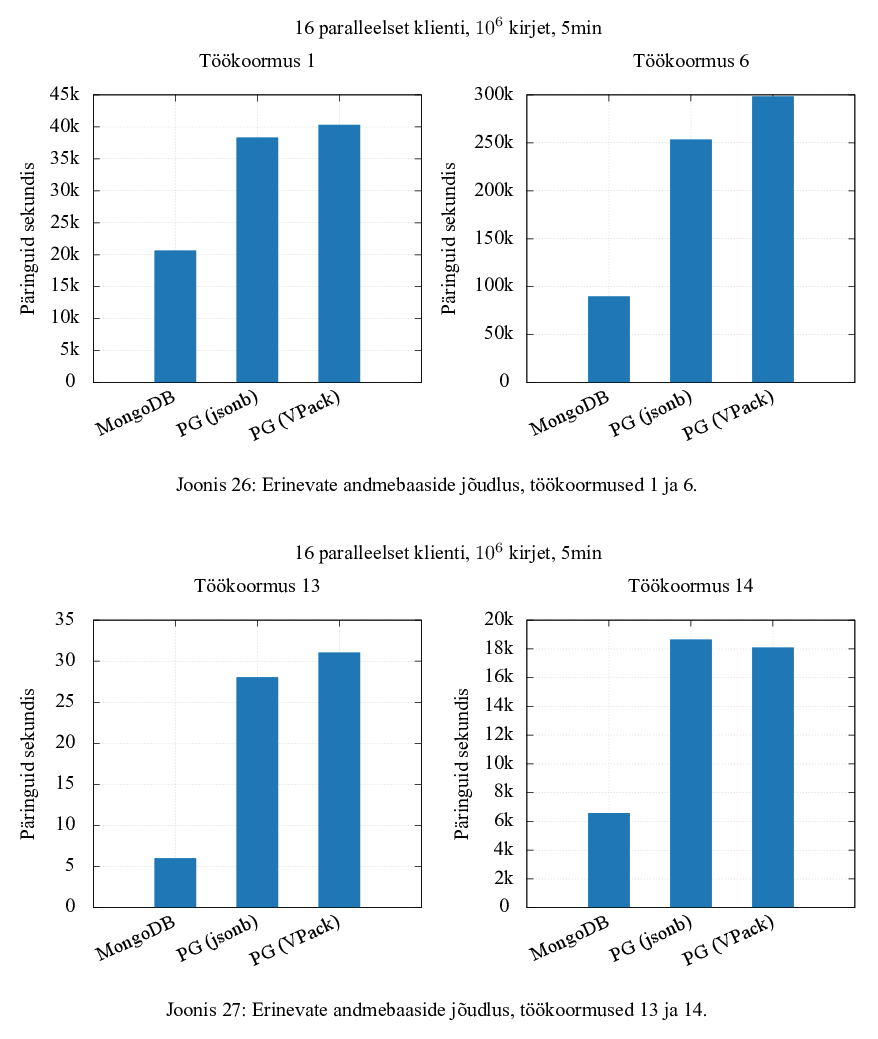 16 paralleelset klienti, 10⁶ kirjet, 5min
Töökoormus 1
Töökoormus 6
Päringuid sekundis
45k
40k
35k
30k
25k
20k
15k
10k
5k
0
MongoDB
PG (jsonb)
PG (VPack)
Päringuid sekundis
300k
250k
200k
150k
100k
50k
0
MongoDB
PG (jsonb)
PG (VPack)
Joonis 26: Erinevate andmebaaside jõudlus, töökoormused 1 ja 6.
16 paralleelset klienti, 10⁶ kirjet, 5min
Töökoormus 13
Töökoormus 14
Päringuid sekundis
35
30
25
20
15
10
5
0
MongoDB
PG (jsonb)
PG (VPack)
Päringuid sekundis
20k
18k
16k
14k
12k
10k
8k
6k
4k
2k
0
MongoDB
PG (jsonb)
PG (VPack)
Joonis 27: Erinevate andmebaaside jõudlus, töökoormused 13 ja 14.